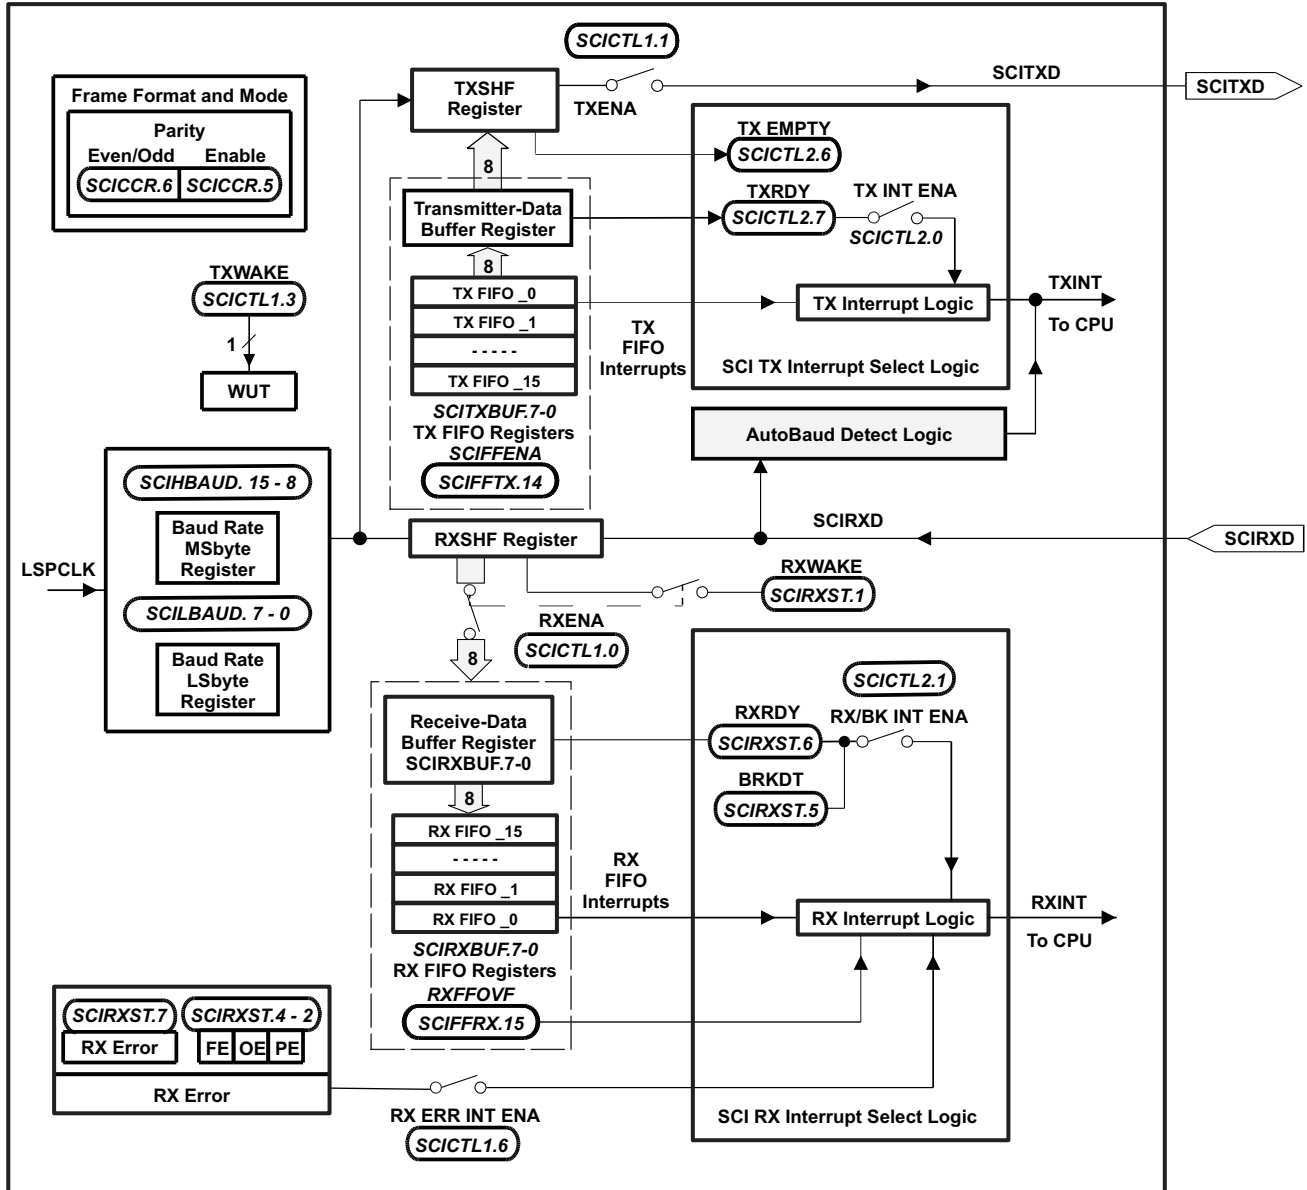 SCICTL1.1
TXSHF
Register
TXENA
SCITXD
SCITXD
Frame Format and Mode
Parity
Even/Odd Enable
SCICCR.6 SCICCR.5
8
TX EMPTY
SCICTL2.6
Transmitter-Data
Buffer Register
TXRDY
SCICTL2.7
TX INT ENA
SCICTL2.0
8
TXWAKE
SCICTL1.3
1
WUT
TX FIFO _0
TX FIFO _1
- - - - -
TX FIFO _15
TX
FIFO
Interrupts
TX Interrupt Logic
TXINT
To CPU
SCI TX Interrupt Select Logic
SCITXBUF.7-0
TX FIFO Registers
SCIFFENA
SCIFFTX.14
AutoBaud Detect Logic
LSPCLK
SCIHBAUD. 15 - 8
Baud Rate
MSbyte
Register
SCILBAUD. 7 - 0
Baud Rate
LSbyte
Register
RXSHF Register
SCIRXD
SCIRXD
RXWAKE
SCIRXST.1
RXENA
SCICTL1.0
8
Receive-Data
Buffer Register
SCIRXBUF.7-0
8
SCICTL2.1
RXRDY
SCIRXST.6
RX/BK INT ENA
BRKDT
SCIRXST.5
RX FIFO _15
- - - - -
RX FIFO _1
RX FIFO _0
RX
FIFO
Interrupts
RX Interrupt Logic
RXINT
To CPU
SCIRXBUF.7-0
RX FIFO Registers
RXFFOVF
SCIFFRX.15
SCIRXST.7 SCIRXST.4 - 2
RX Error FE OE PE
RX Error
RX ERR INT ENA
SCICTL1.6
SCI RX Interrupt Select Logic